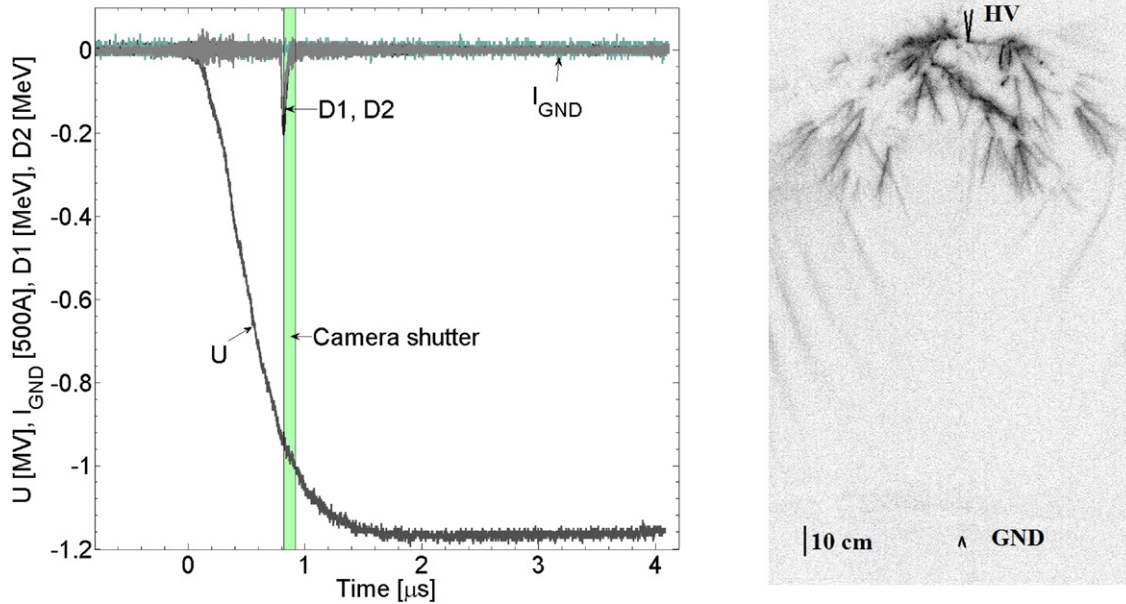 U [MV], I_GND [500A], D1 [MeV], D2 [MeV]
0
-0.2
-0.4
-0.6
-0.8
-1
-1.2
D1, D2
I_GND
U
Camera shutter
0 1 2 3 4
Time [μs]
HV
10 cm
GND